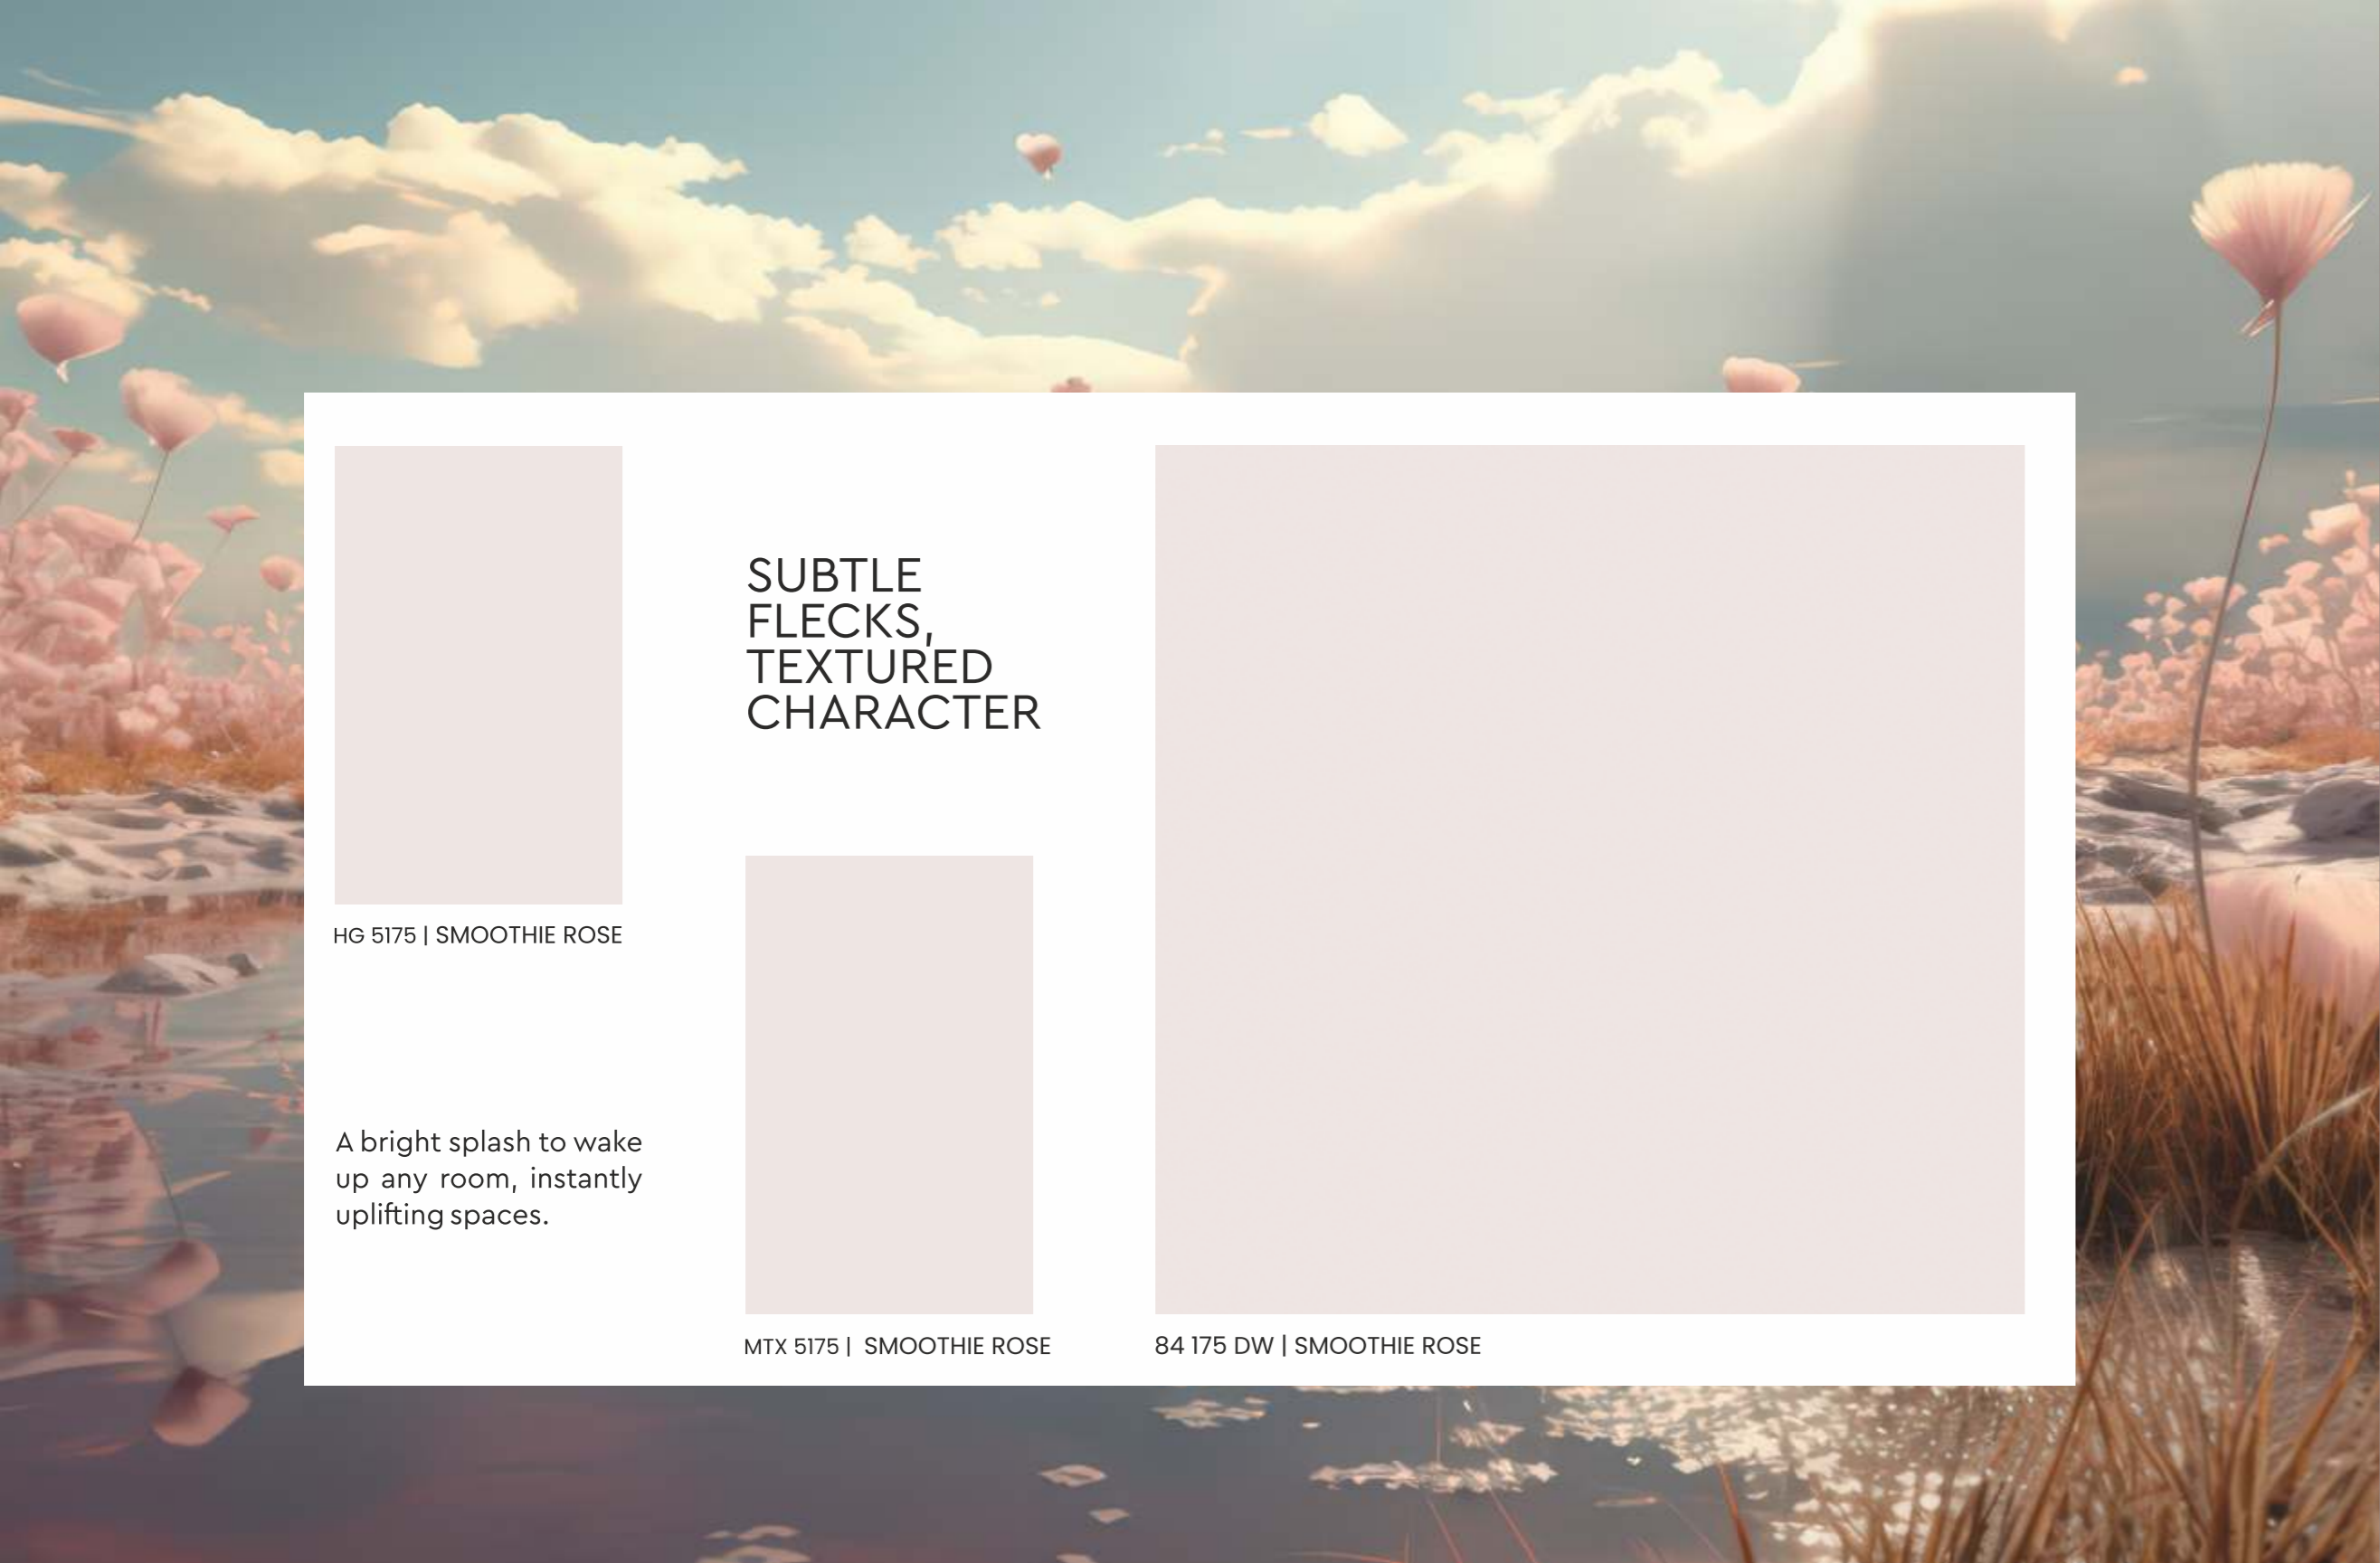 SUBTLE
FLECKS,
TEXTURED
CHARACTER
HG 5175 | SMOOTHIE ROSE
A bright splash to wake
up any room, instantly
uplifting spaces.
MTX 5175 | SMOOTHIE ROSE
84 175 DW | SMOOTHIE ROSE